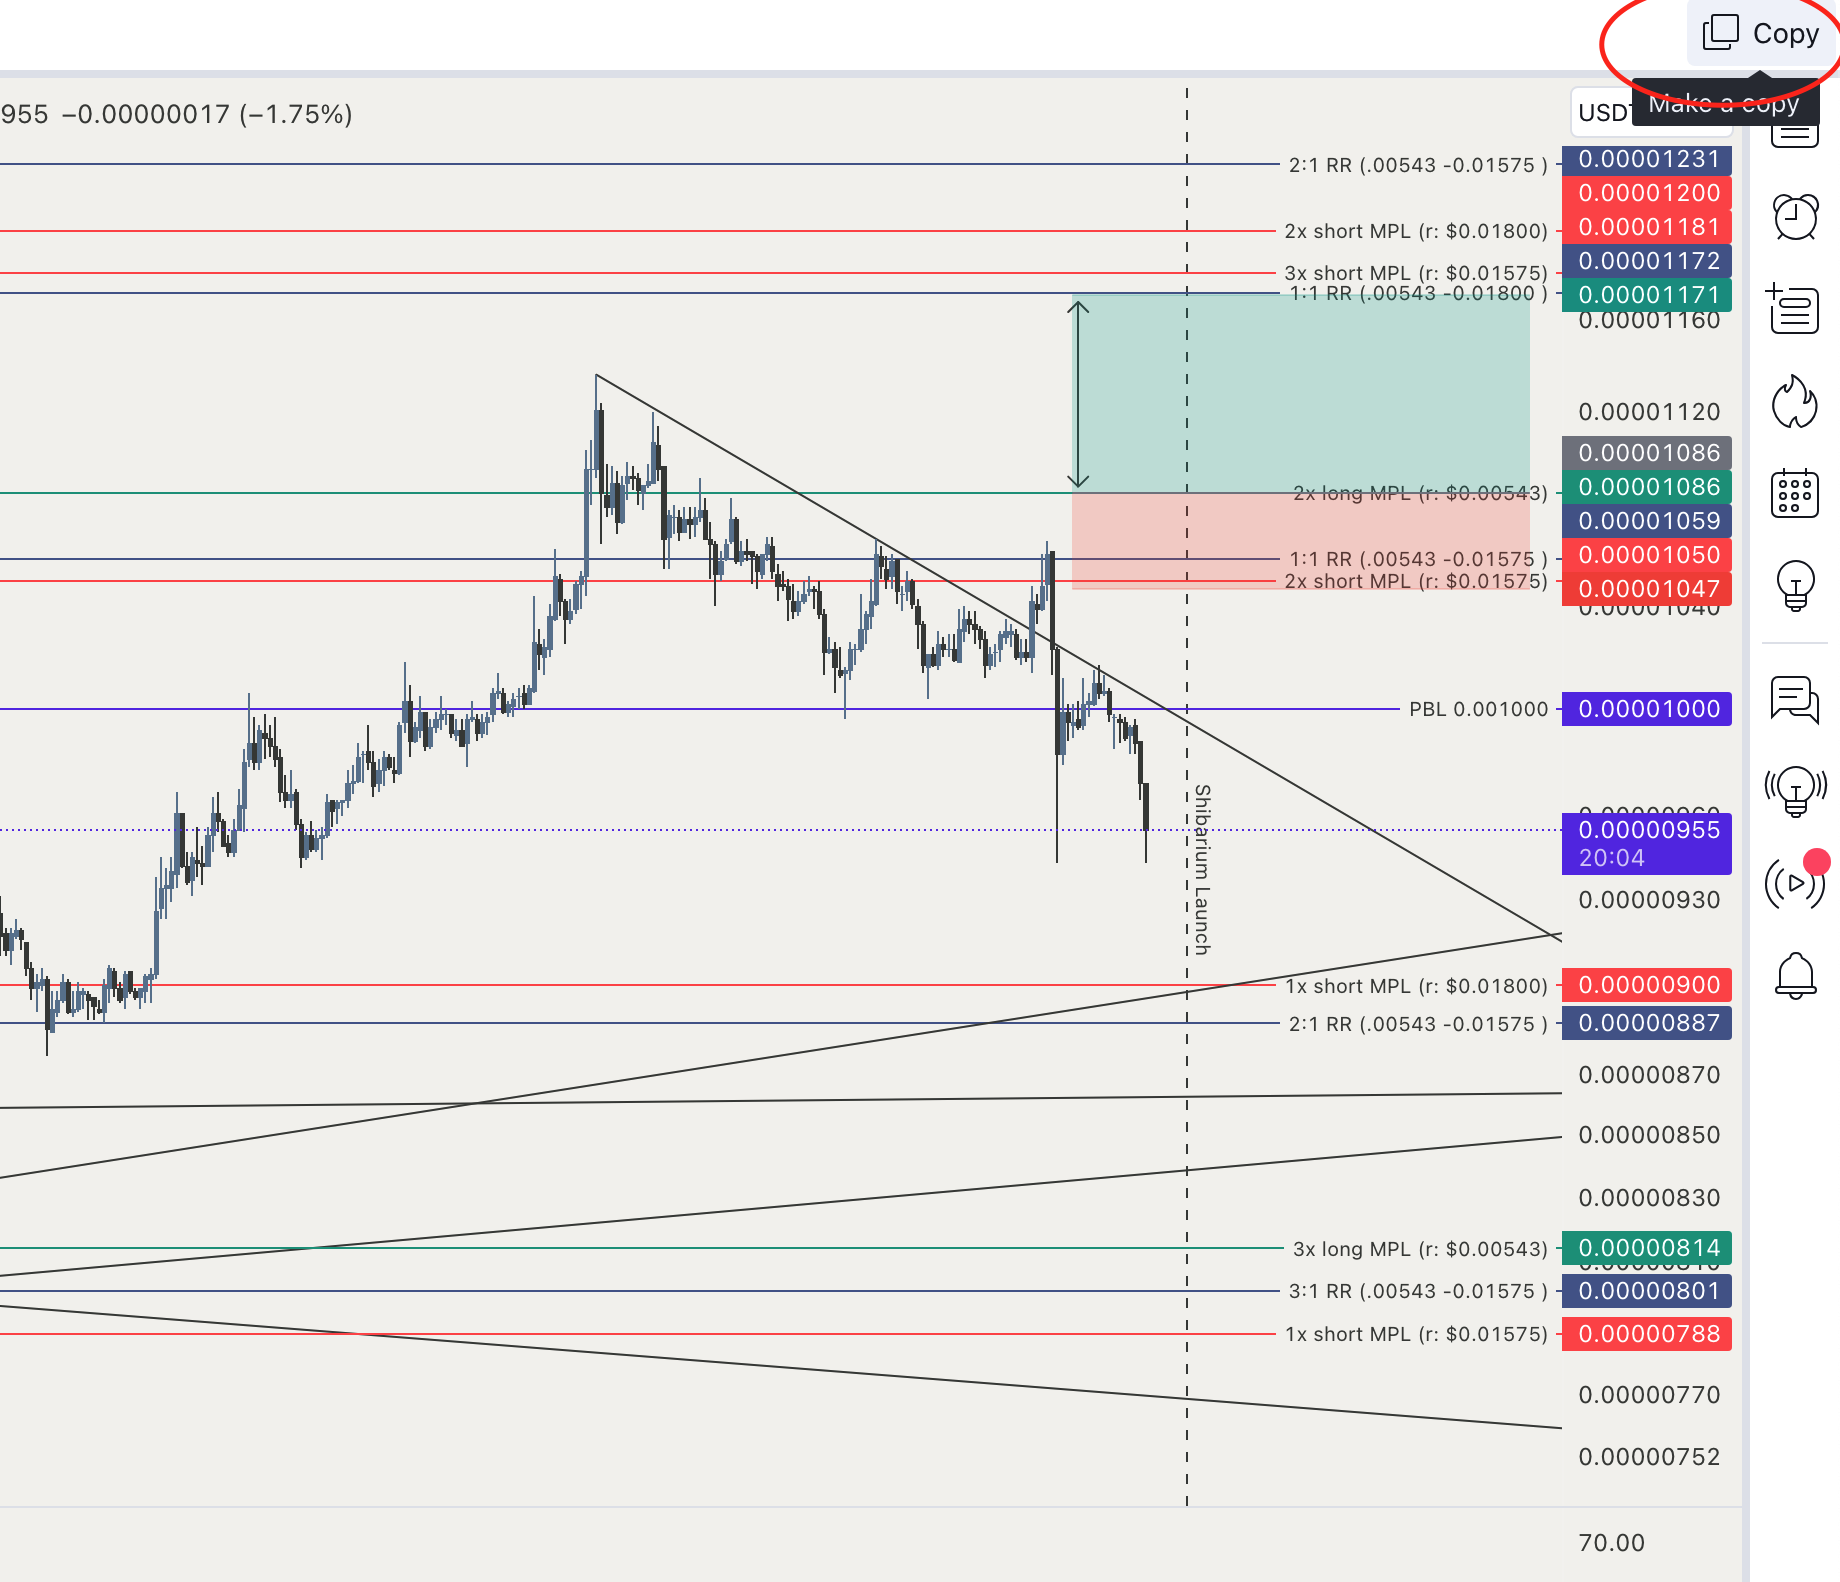 Copy
Make a copy
955 −0.00000017 (−1.75%)
USD
2:1 RR (.00543 -0.01575 )
0.00001231
0.00001200
2x short MPL (r: $0.01800)
0.00001181
0.00001172
3x short MPL (r: $0.01575)
1:1 RR (.00543 -0.01800 )
0.00001171
0.00001160
0.00001120
0.00001086
2x long MPL (r: $0.00543)
0.00001086
0.00001059
1:1 RR (.00543 -0.01575 )
0.00001050
2x short MPL (r: $0.01575)
0.00001047
0.00001040
PBL 0.001000
0.00001000
Shibarium Launch
0.00000955
20:04
0.00000930
1x short MPL (r: $0.01800)
0.00000900
2:1 RR (.00543 -0.01575 )
0.00000887
0.00000870
0.00000850
0.00000830
3x long MPL (r: $0.00543)
0.00000814
3:1 RR (.00543 -0.01575 )
0.00000801
1x short MPL (r: $0.01575)
0.00000788
0.00000770
0.00000752
70.00